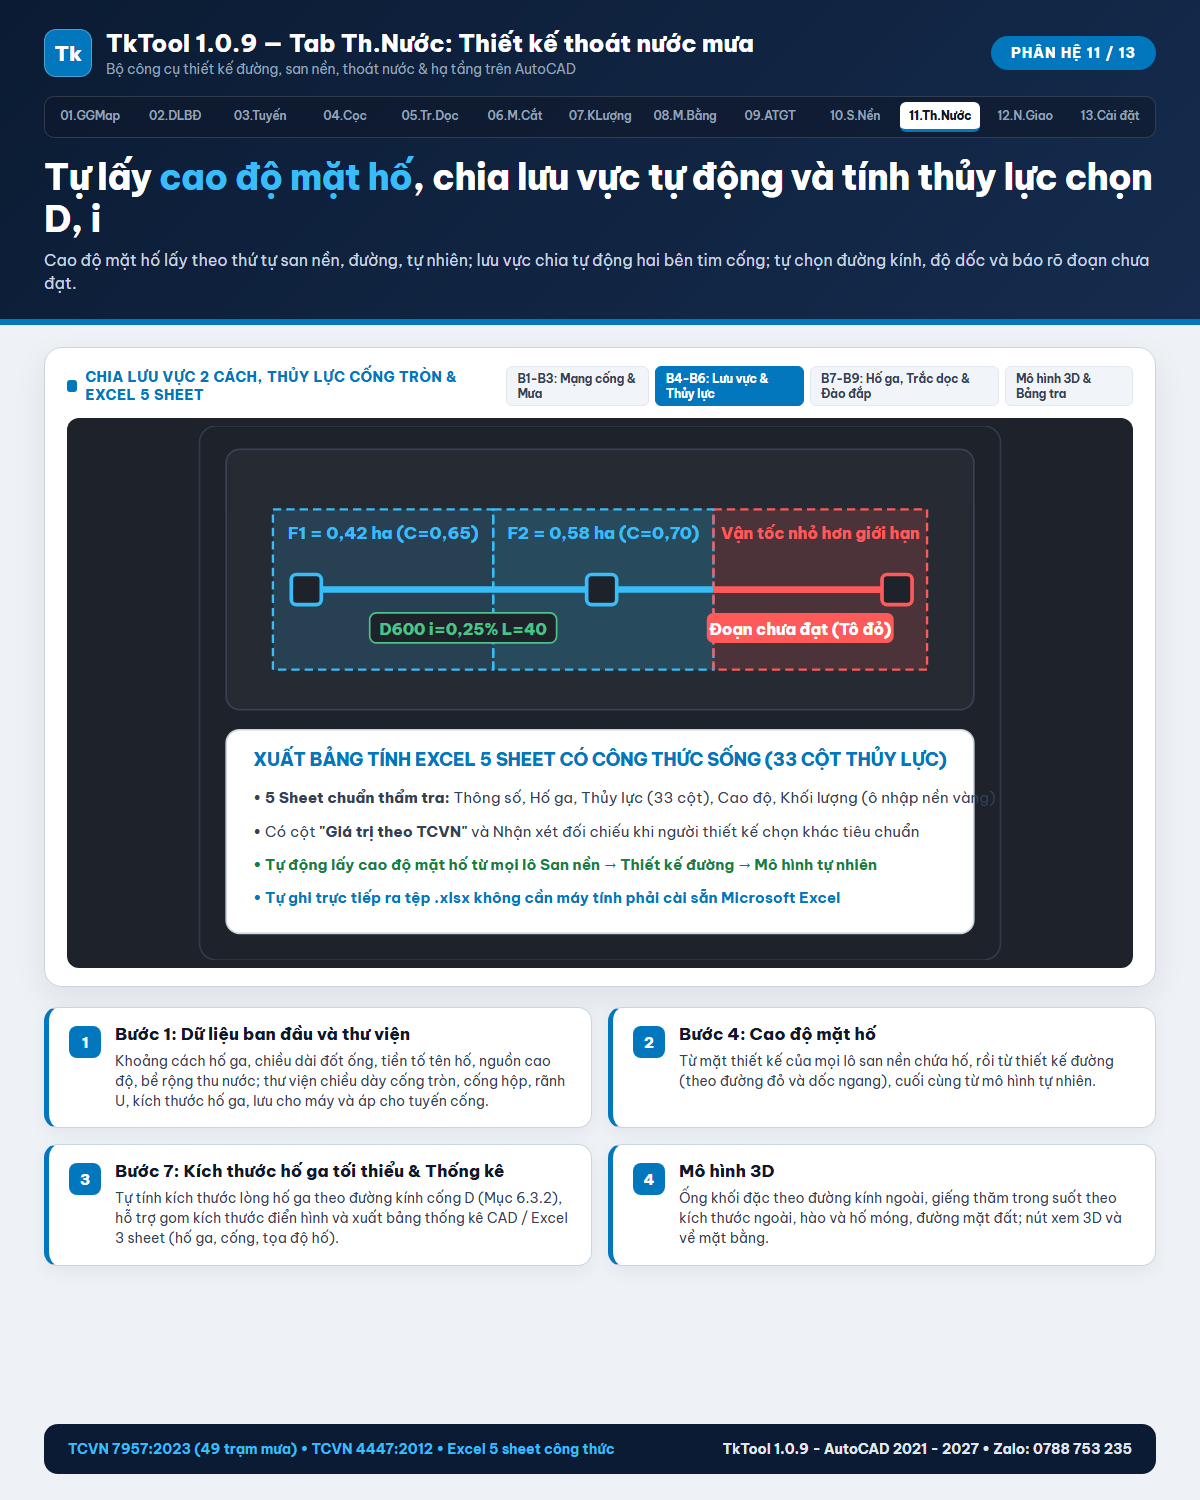 Tk
TkTool 1.0.9 — Tab Th.Nước: Thiết kế thoát nước mưa
Bộ công cụ thiết kế đường, san nền, thoát nước & hạ tầng trên AutoCAD
PHÂN HỆ 11 / 13
01.GGMap 02.DLBĐ 03.Tuyến 04.Cọc 05.Tr.Dọc 06.M.Cắt 07.KLượng 08.M.Bằng 09.ATGT 10.S.Nền 11.Th.Nước 12.N.Giao 13.Cài đặt
Tự lấy cao độ mặt hố, chia lưu vực tự động và tính thủy lực chọn
D, i
Cao độ mặt hố lấy theo thứ tự san nền, đường, tự nhiên; lưu vực chia tự động hai bên tim cống; tự chọn đường kính, độ dốc và báo rõ đoạn chưa
đạt.
CHIA LƯU VỰC 2 CÁCH, THỦY LỰC CỐNG TRÒN &
EXCEL 5 SHEET
B1-B3: Mạng cống &
Mưa
B4-B6: Lưu vực &
Thủy lực
B7-B9: Hố ga, Trắc dọc &
Đào đắp
Mô hình 3D &
Bảng tra
F1 = 0,42 ha (C=0,65)
F2 = 0,58 ha (C=0,70)
Vận tốc nhỏ hơn giới hạn
D600 i=0,25% L=40
Đoạn chưa đạt (Tô đỏ)
XUẤT BẢNG TÍNH EXCEL 5 SHEET CÓ CÔNG THỨC SỐNG (33 CỘT THỦY LỰC)
• 5 Sheet chuẩn thẩm tra: Thông số, Hố ga, Thủy lực (33 cột), Cao độ, Khối lượng (ô nhập nền vàng)
• Có cột "Giá trị theo TCVN" và Nhận xét đối chiếu khi người thiết kế chọn khác tiêu chuẩn
• Tự động lấy cao độ mặt hố từ mọi lô San nền → Thiết kế đường → Mô hình tự nhiên
• Tự ghi trực tiếp ra tệp .xlsx không cần máy tính phải cài sẵn Microsoft Excel
1
Bước 1: Dữ liệu ban đầu và thư viện
Khoảng cách hố ga, chiều dài đốt ống, tiền tố tên hố, nguồn cao
độ, bề rộng thu nước; thư viện chiều dày cống tròn, cống hộp, rãnh
U, kích thước hố ga, lưu cho máy và áp cho tuyến cống.
2
Bước 4: Cao độ mặt hố
Từ mặt thiết kế của mọi lô san nền chứa hố, rồi từ thiết kế đường
(theo đường đỏ và dốc ngang), cuối cùng từ mô hình tự nhiên.
3
Bước 7: Kích thước hố ga tối thiểu & Thống kê
Tự tính kích thước lòng hố ga theo đường kính cống D (Mục 6.3.2),
hỗ trợ gom kích thước điển hình và xuất bảng thống kê CAD / Excel
3 sheet (hố ga, cống, tọa độ hố).
4
Mô hình 3D
Ống khối đặc theo đường kính ngoài, giếng thăm trong suốt theo
kích thước ngoài, hào và hố móng, đường mặt đất; nút xem 3D và
về mặt bằng.
TCVN 7957:2023 (49 trạm mưa) • TCVN 4447:2012 • Excel 5 sheet công thức
TkTool 1.0.9 - AutoCAD 2021 - 2027 • Zalo: 0788 753 235